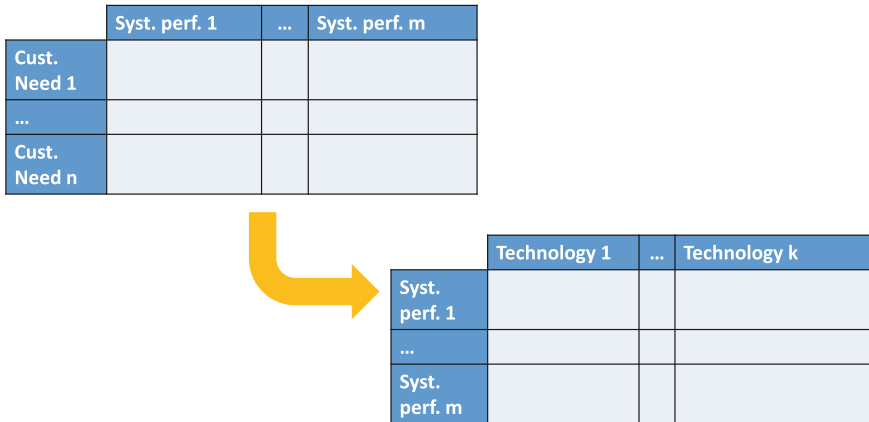 Syst. perf. 1 ... Syst. perf. m
Cust.
Need 1
...
Cust.
Need n
Technology 1 ... Technology k
Syst.
perf. 1
...
Syst.
perf. m